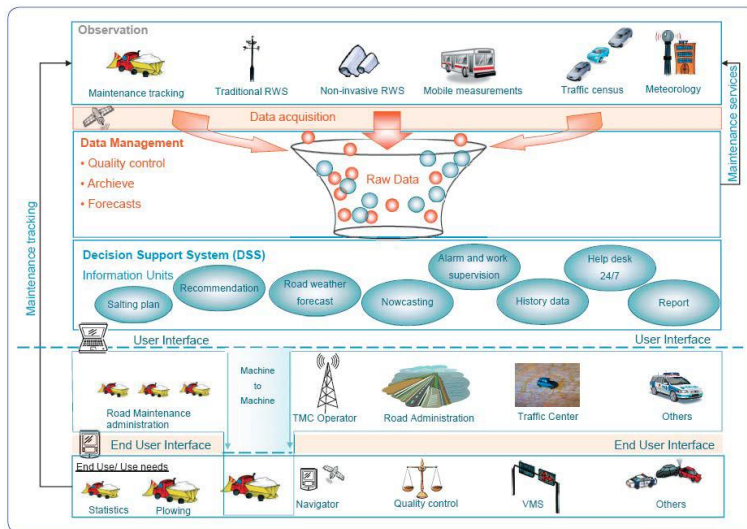 Observation
Maintenance tracking
Traditional RWS
Non-invasive RWS
Mobile measurements
Traffic census
Meteorology
Data acquisition
Data Management
• Quality control
• Archieve
• Forecasts
Raw Data
Maintenance tracking
Maintenance services
Decision Support System (DSS)
Information Units
Salting plan
Recommendation
Road weather
forecast
Nowcasting
Alarm and work
supervision
History data
Help desk
24/7
Report
User Interface
User Interface
Machine
to
Machine
Road Maintenance
administration
TMC Operator
Road Administration
Traffic Center
Others
End User Interface
End User Interface
End Use/ Use needs
Statistics
Plowing
Navigator
Quality control
VMS
Others